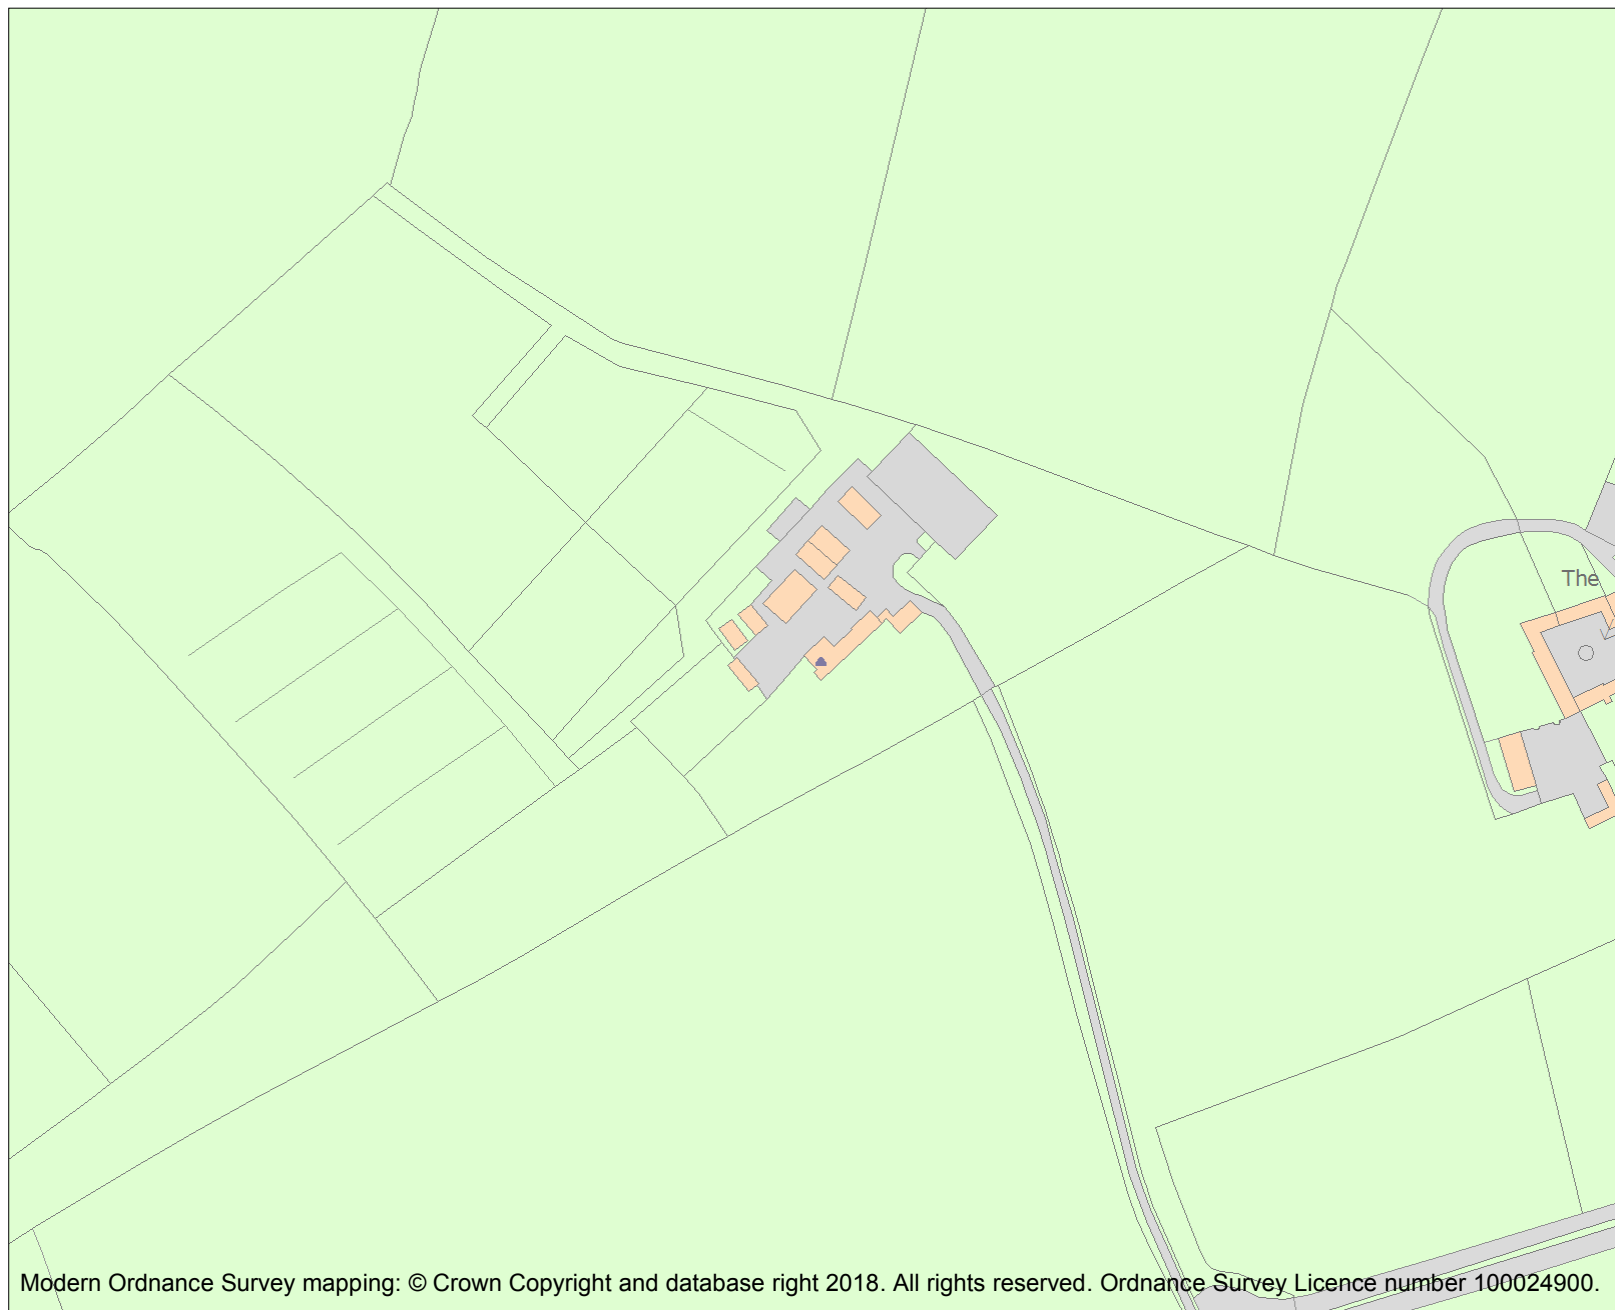 The
Modern Ordnance Survey mapping: © Crown Copyright and database right 2018. All rights reserved. Ordnance Survey Licence number 100024900.